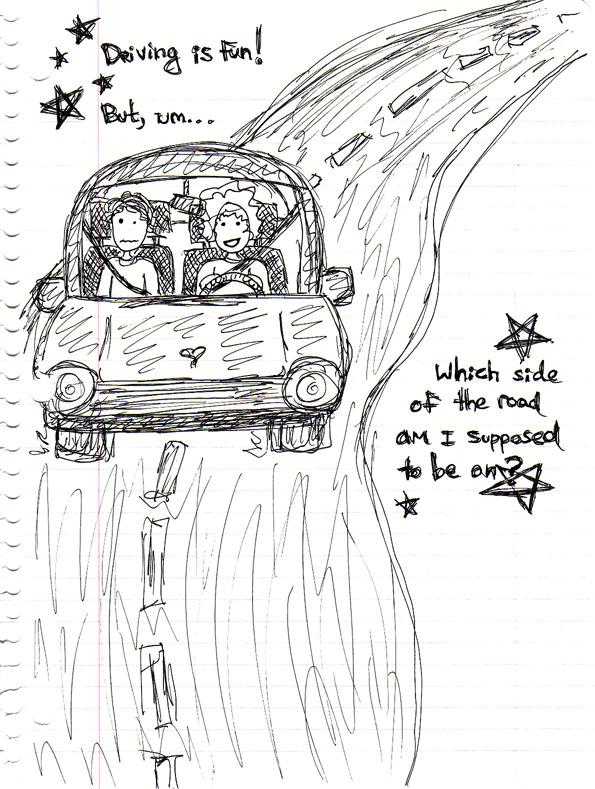 Driving is fun!
But, um...
Which side
of the road
am I supposed
to be on?